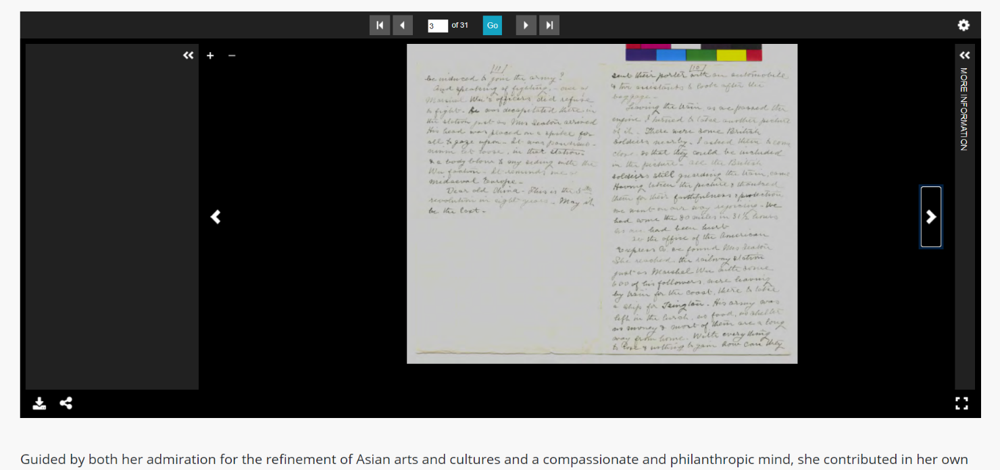 3 of 31 Go
[11]
be induced to join the army?
And speaking of fighting, - one of
Marshal Wu's officers did refuse
to fight - He was decapitated there in
the station just as Mrs Seaton arrived
His head was placed on a spike for
all to gaze upon - It was pandemo-
nium let loose, in that station.
& a body blow to my siding with the
Wu faction - It reminds me of
mediaeval Europe -
Dear old China - This is the 5th
revolution in eight years - May it
be the last -
[10]
sent their porter with an automobile
& two assistants to look after the
baggage -
Leaving the train, as we passed the
engine I turned to take another picture
of it - There were some British
soldiers nearby - I asked them to come
close, so that they could be included
in the picture - All the British
soldiers still guarding the train, came
Having taken the picture & thanked
them for their faithfulness & protection,
we went on our way rejoicing - We
had come the 80 miles in 31½ hours
no one had been hurt
In the office of the American
Express Co we found Mrs Seaton
She reached the railway station
just as Marshal Wu with some
600 of his followers, were leaving
by train for the coast, there to take
a ship for Tsingtau - His army was
left in the lurch, no food, no shelter
no money & most of them are a long
way from home. With everything
to lose & nothing to gain how can they
MORE INFORMATION
Guided by both her admiration for the refinement of Asian arts and cultures and a compassionate and philanthropic mind, she contributed in her own